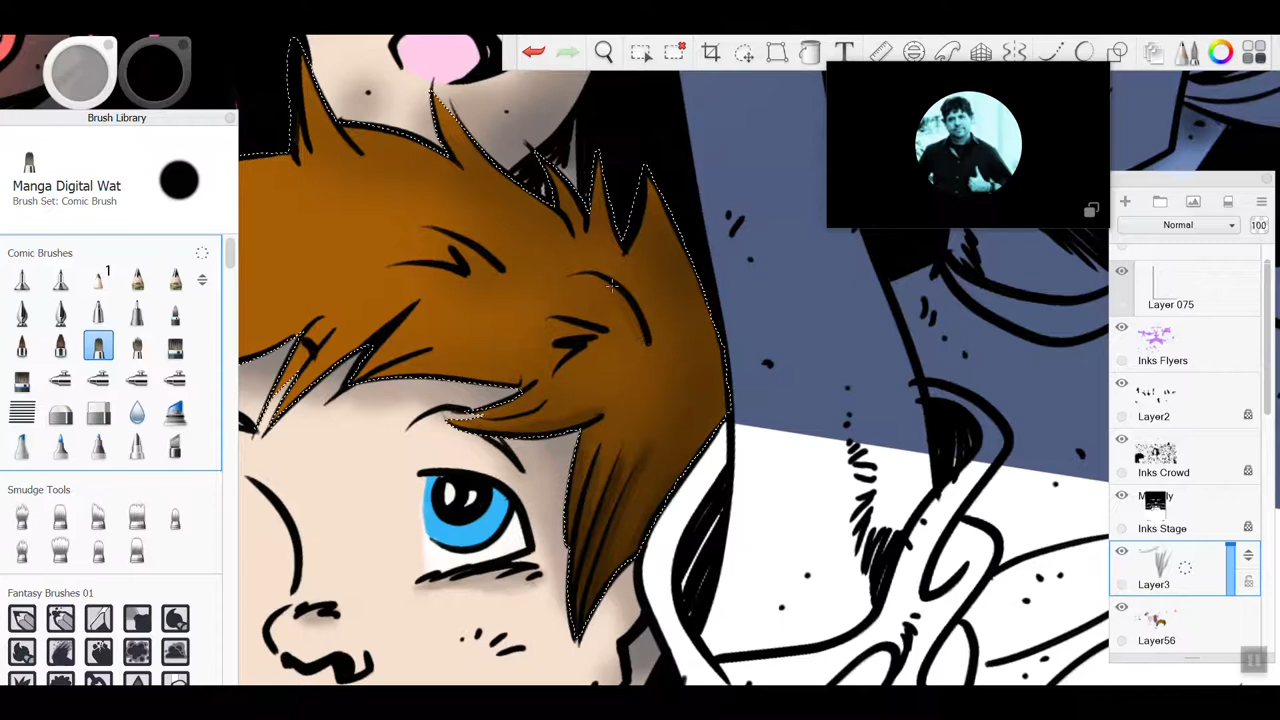 Brush Library
Manga Digital Wat
Brush Set: Comic Brush
Comic Brushes
1
Smudge Tools
Fantasy Brushes 01
T
Normal
100
Layer 075
Inks Flyers
Layer2
Inks Crowd
Inks Stage
Layer3
Layer56